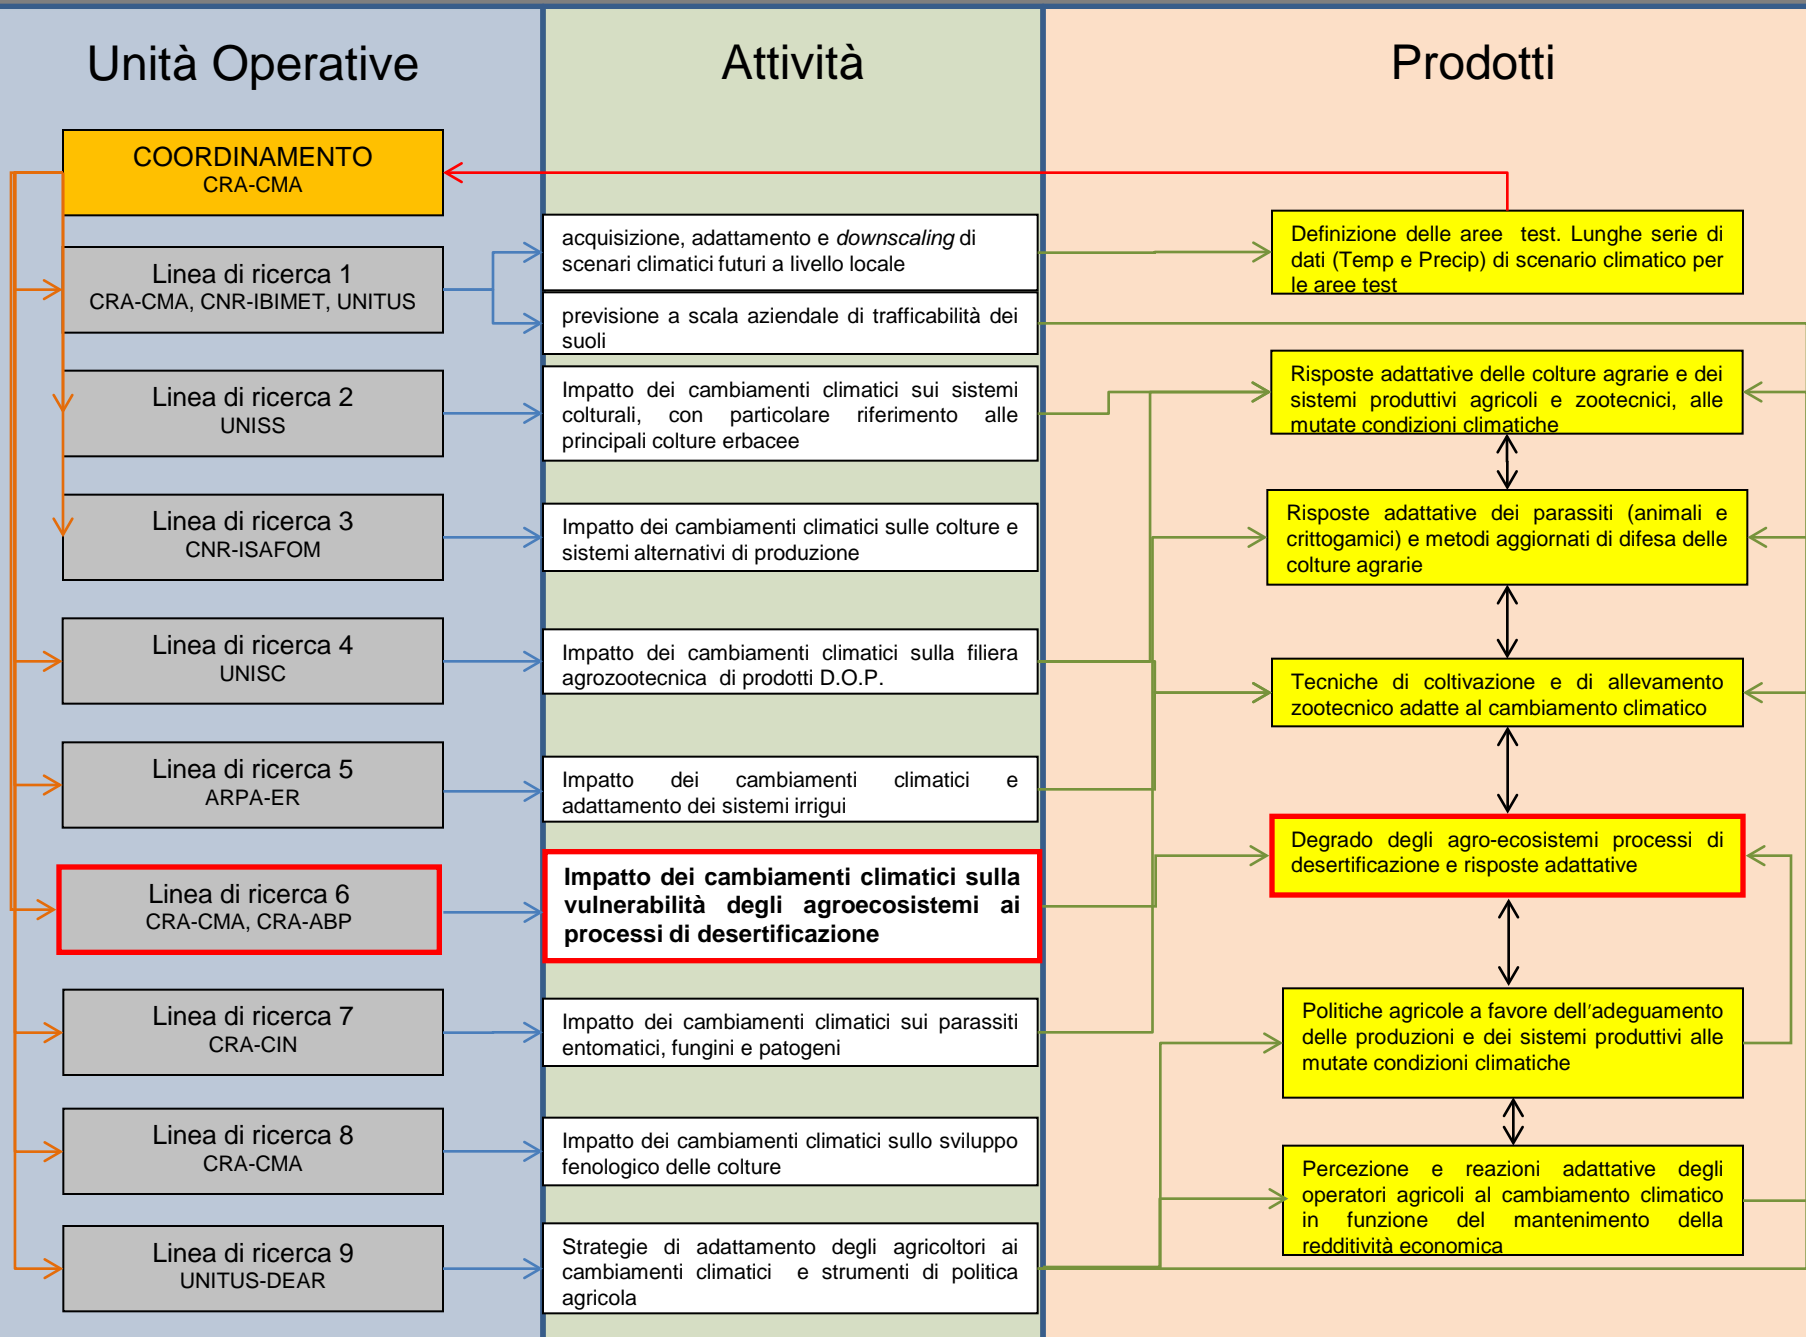 Unità Operative
COORDINAMENTO
CRA-CMA
Linea di ricerca 1
CRA-CMA, CNR-IBIMET, UNITUS
Linea di ricerca 2
UNISS
Linea di ricerca 3
CNR-ISAFOM
Linea di ricerca 4
UNISC
Linea di ricerca 5
ARPA-ER
Linea di ricerca 6
CRA-CMA, CRA-ABP
Linea di ricerca 7
CRA-CIN
Linea di ricerca 8
CRA-CMA
Linea di ricerca 9
UNITUS-DEAR
Attività
acquisizione, adattamento e downscaling di
scenari climatici futuri a livello locale
previsione a scala aziendale di trafficabilità dei
suoli
Impatto dei cambiamenti climatici sui sistemi
colturali, con particolare riferimento alle
principali colture erbacee
Impatto dei cambiamenti climatici sulle colture e
sistemi alternativi di produzione
Impatto dei cambiamenti climatici sulla filiera
agrozootecnica di prodotti D.O.P.
Impatto dei cambiamenti climatici e
adattamento dei sistemi irrigui
Impatto dei cambiamenti climatici sulla
vulnerabilità degli agroecosistemi ai
processi di desertificazione
Impatto dei cambiamenti climatici sui parassiti
entomatici, fungini e patogeni
Impatto dei cambiamenti climatici sullo sviluppo
fenologico delle colture
Strategie di adattamento degli agricoltori ai
cambiamenti climatici e strumenti di politica
agricola
Prodotti
Definizione delle aree test. Lunghe serie di
dati (Temp e Precip) di scenario climatico per
le aree test
Risposte adattative delle colture agrarie e dei
sistemi produttivi agricoli e zootecnici, alle
mutate condizioni climatiche
Risposte adattative dei parassiti (animali e
crittogamici) e metodi aggiornati di difesa delle
colture agrarie
Tecniche di coltivazione e di allevamento
zootecnico adatte al cambiamento climatico
Degrado degli agro-ecosistemi processi di
desertificazione e risposte adattative
Politiche agricole a favore dell'adeguamento
delle produzioni e dei sistemi produttivi alle
mutate condizioni climatiche
Percezione e reazioni adattative degli
operatori agricoli al cambiamento climatico
in funzione del mantenimento della
redditività economica